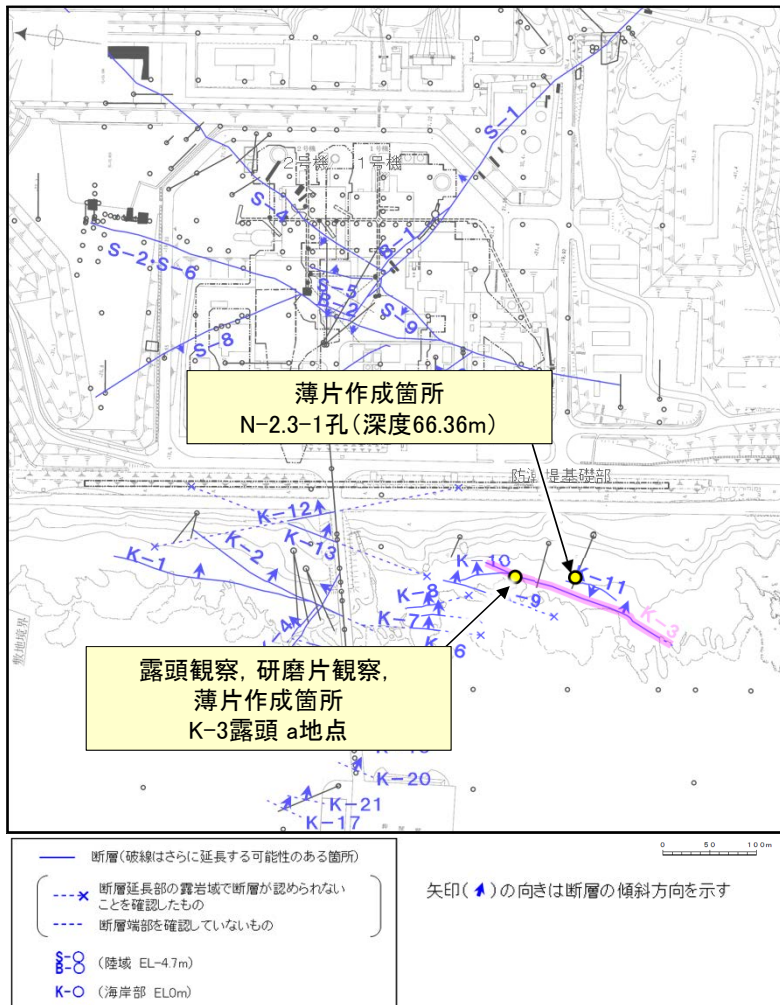 S-1
2号機
1号機
S-4
B-1
S-2・S-6
S-5
B-2
S-9
S-8
薄片作成箇所
N-2.3-1孔(深度66.36m)
防潮堤基礎部
K-12
K-13
K-2
K-1
K-10
K-11
K-8
-9
K-7
K-3
K-4
敷地境界
露頭観察, 研磨片観察,
薄片作成箇所
K-3露頭 a地点
K-20
K-21
K-17
0 50 100m
断層(破線はさらに延長する可能性のある箇所)
断層延長部の露岩域で断層が認められない
ことを確認したもの
断層端部を確認していないもの
S-○
B-○
(陸域 EL-4.7m)
K-○ (海岸部 EL0m)
矢印( )の向きは断層の傾斜方向を示す